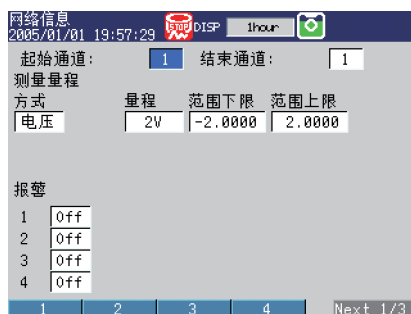 网络信息
2005/01/01 19:57:29 STOP DISP 1hour
起始通道: 1 结束通道: 1
测量量程
方式 量程 范围下限 范围上限
电压 2V -2.0000 2.0000
报警
1 Off
2 Off
3 Off
4 Off
1 2 3 4 Next 1/3